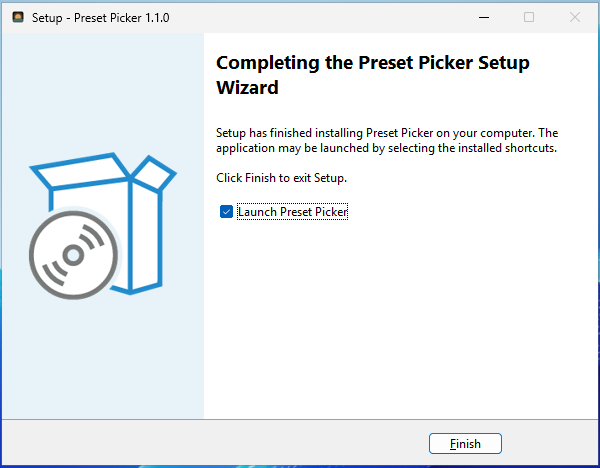 Setup - Preset Picker 1.1.0
Completing the Preset Picker Setup
Wizard
Setup has finished installing Preset Picker on your computer. The
application may be launched by selecting the installed shortcuts.
Click Finish to exit Setup.
Launch Preset Picker
Finish